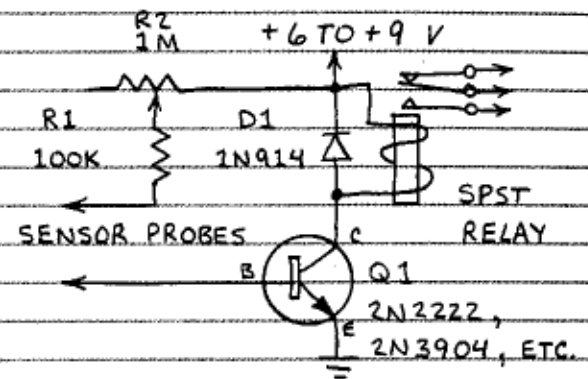 R2
1M
+6 TO +9 V
R1
100K
D1
1N914
SENSOR PROBES
SPST
RELAY
C
B
Q1
E
2N2222,
2N3904, ETC.